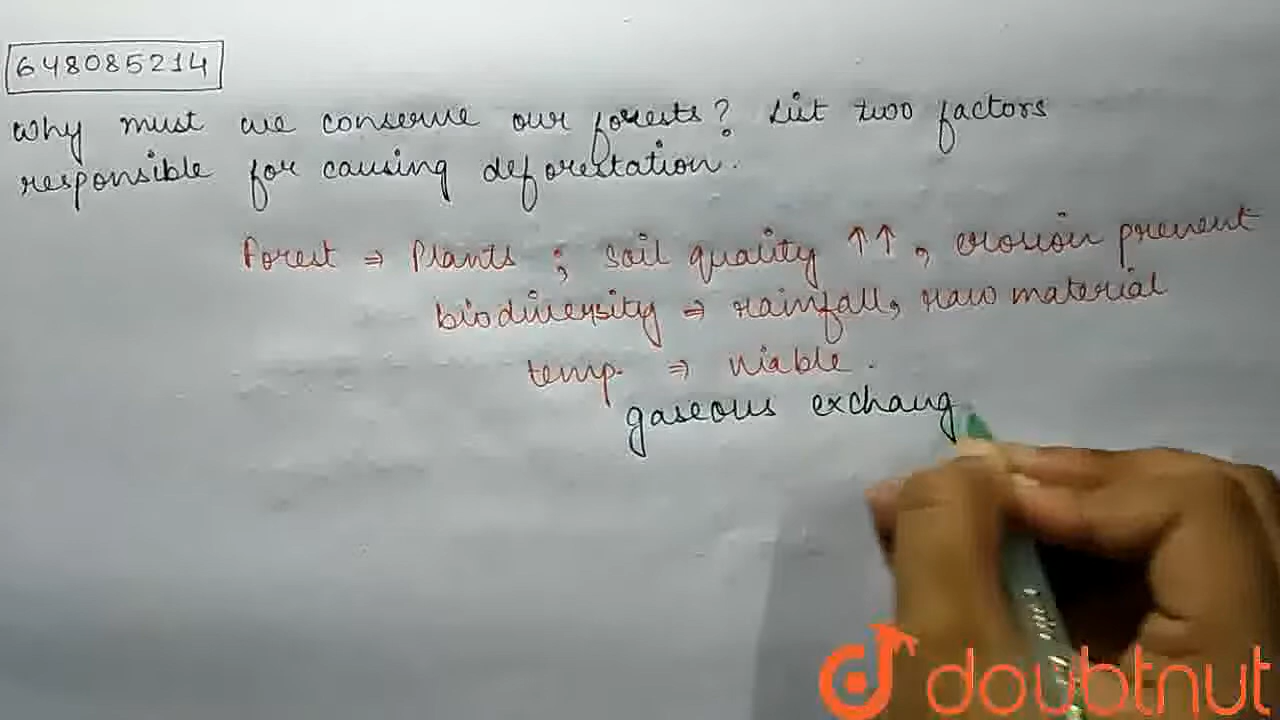 648085214
Why must we conserve our forests? List two factors
responsible for causing deforestation.
Forest ⇒ Plants ; soil quality ↑↑, erosion prevent
biodiversity ⇒ rainfall, raw material
temp. ⇒ viable.
gaseous exchang
doubtnut